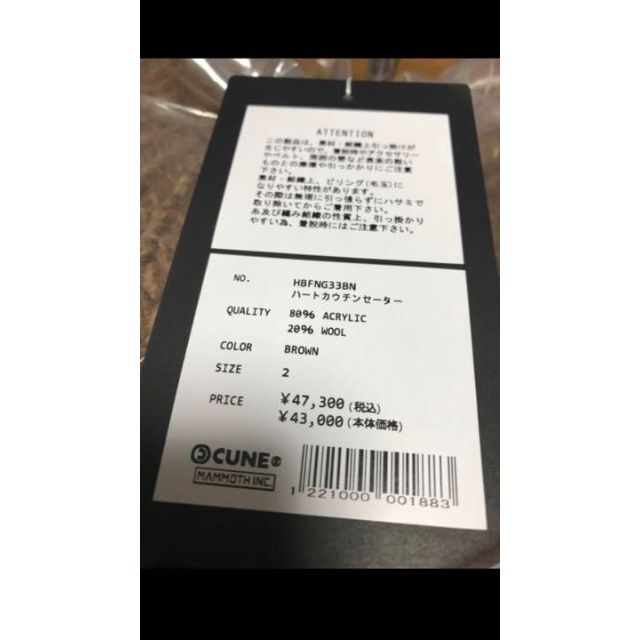 ATTENTION
この製品は、素材・組織上引っ掛けが
生じやすいので、着脱時やアクセサリー
やベルト、周囲の壁など表面の粗い
ものとの摩擦や引っかかりにご注意
下さい。
素材・組織上、ピリング(毛玉)に
なりやすい特性があります。
その際は無理に引っ張らずにハサミで
取り除いてからご着用下さい。
糸及び編み組織の性質上、引っ掛かり
やすい為、着脱時にはご注意下さい。
NO. HBFNG33BN
ハートカウチンセーター
QUALITY 80% ACRYLIC
20% WOOL
COLOR BROWN
SIZE 2
PRICE ¥47,300(税込)
¥43,000(本体価格)
CUNE
MAMMOTH INC.
1 221000 001883